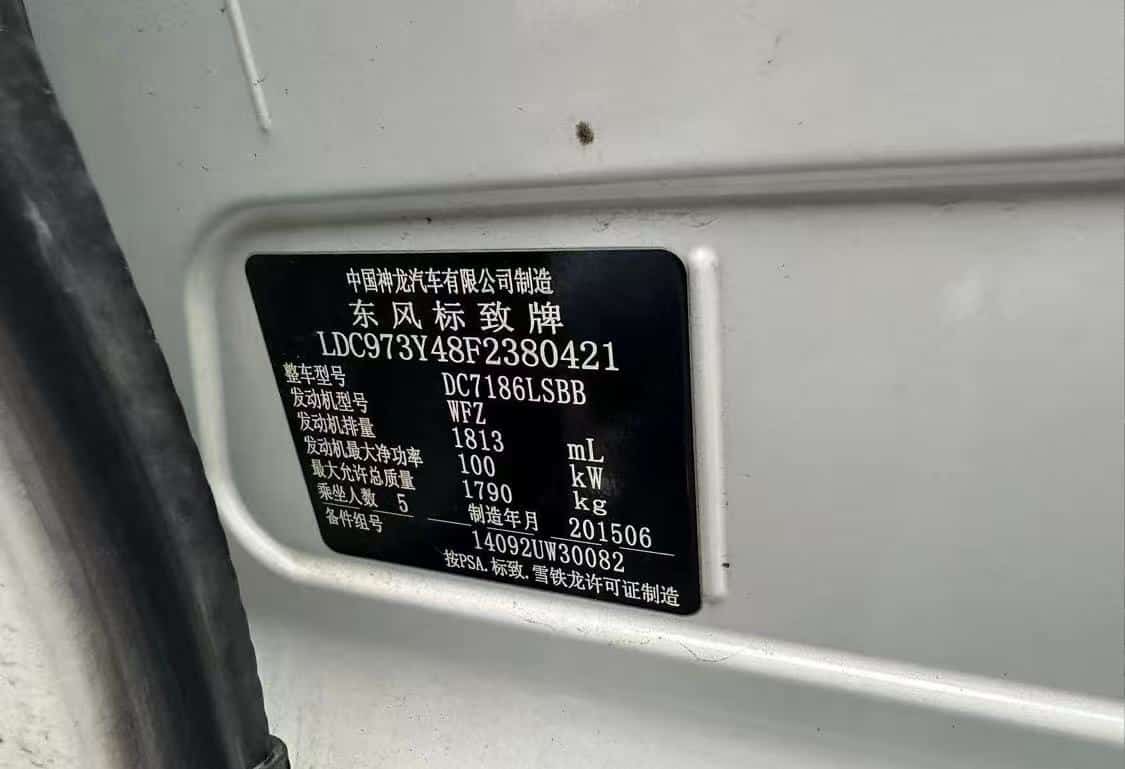 中国神龙汽车有限公司制造
东风标致牌
LDC973Y48F2380421
整车型号 DC7186LSBB
发动机型号 WFZ
发动机排量 1813 mL
发动机最大净功率 100 kW
最大允许总质量 1790 kg
乘坐人数 5 制造年月 201506
备件组号 14092UW30082
按PSA.标致.雪铁龙许可证制造